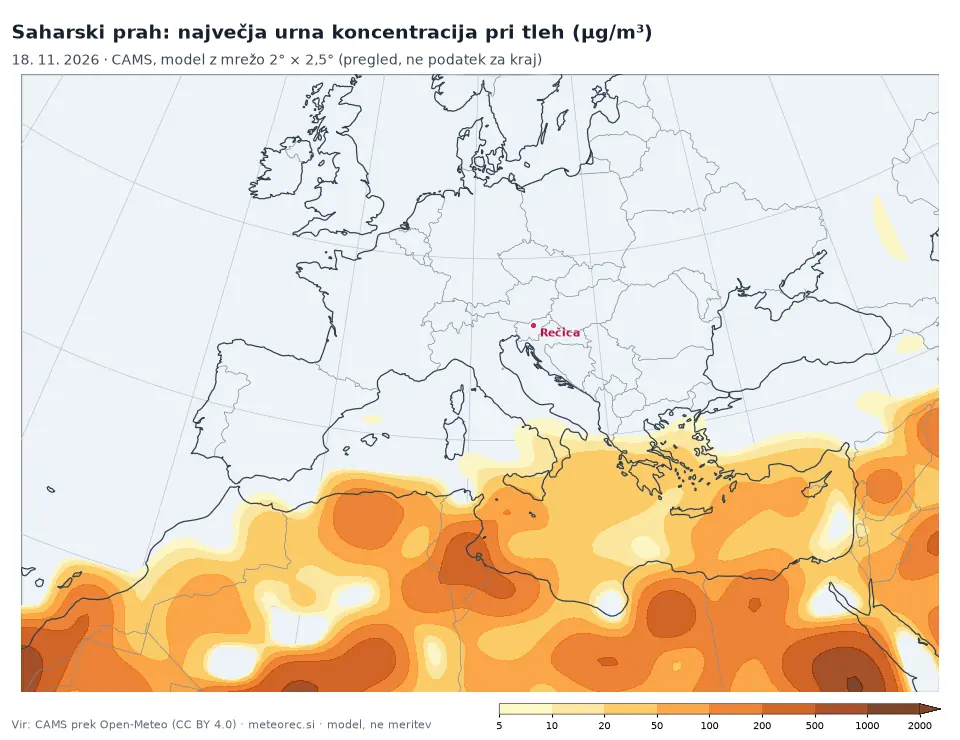 Saharski prah: največja urna koncentracija pri tleh (µg/m³)
18. 11. 2026 · CAMS, model z mrežo 2° × 2,5° (pregled, ne podatek za kraj)
Rečica
Vir: CAMS prek Open-Meteo (CC BY 4.0) · meteorec.si · model, ne meritev
5 10 20 50 100 200 500 1000 2000